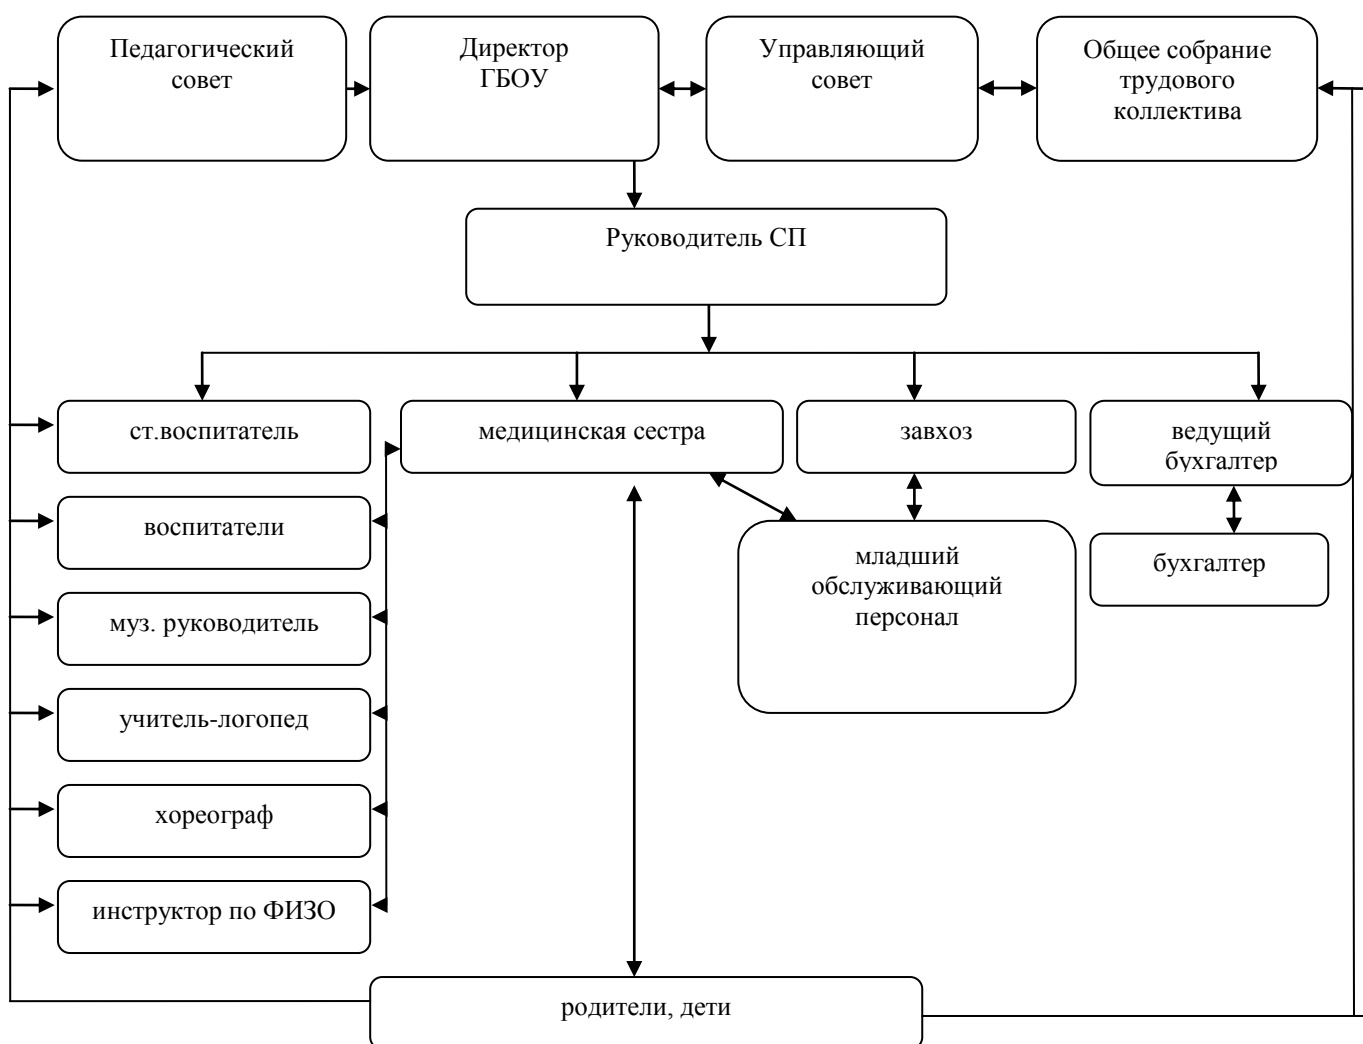 Педагогический
совет
Директор
ГБОУ
Управляющий
совет
Общее собрание
трудового
коллектива
Руководитель СП
ст.воспитатель
медицинская сестра
завхоз
ведущий
бухгалтер
воспитатели
младший
обслуживающий
персонал
бухгалтер
муз. руководитель
учитель-логопед
хореограф
инструктор по ФИЗО
родители, дети